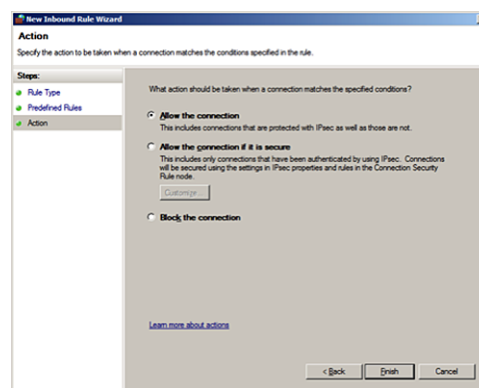 New Inbound Rule Wizard
Action
Specify the action to be taken when a connection matches the conditions specified in the rule.
Steps:
Rule Type
Predefined Rules
Action
What action should be taken when a connection matches the specified conditions?
Allow the connection
This includes connections that are protected with IPsec as well as those are not.
Allow the connection if it is secure
This includes only connections that have been authenticated by using IPsec. Connections
will be secured using the settings in IPsec properties and rules in the Connection Security
Rule node.
Customize...
Block the connection
Learn more about actions
< Back
Finish
Cancel